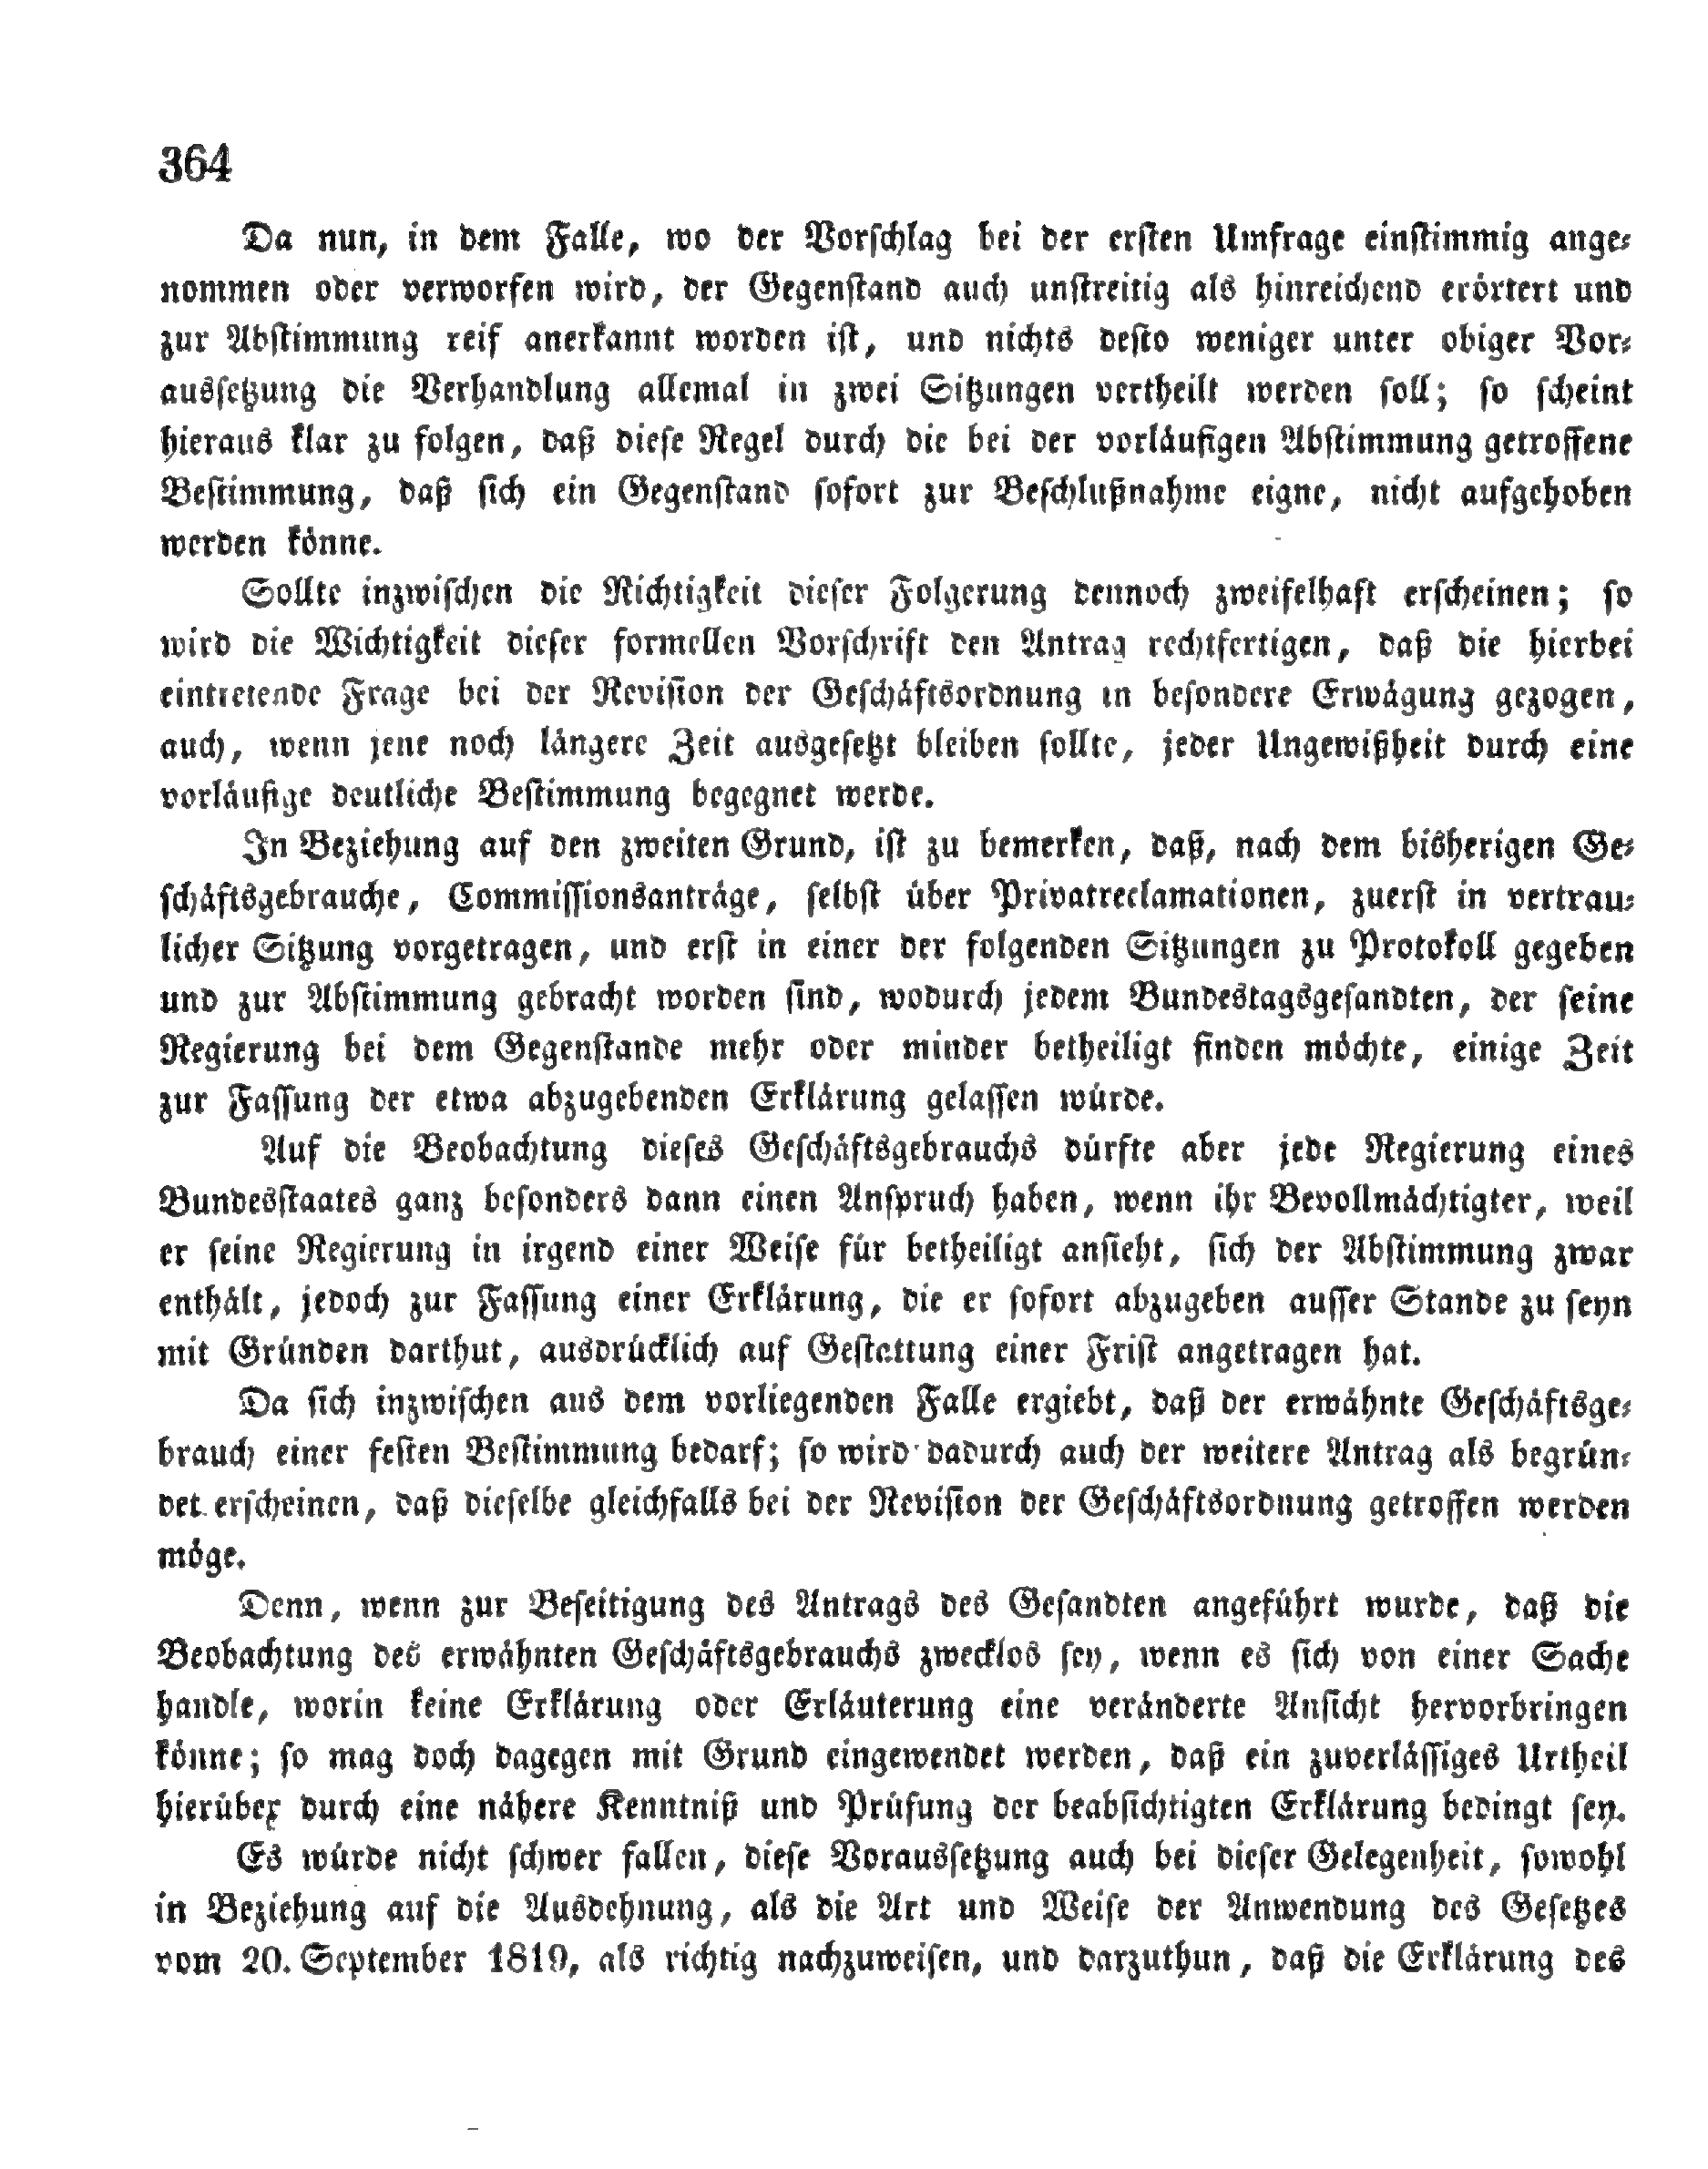 364
Da nun, in dem Falle, wo der Vorschlag bei der ersten Umfrage einstimmig ange-
nommen oder verworfen wird, der Gegenstand auch unstreitig als hinreichend erörtert und
zur Abstimmung reif anerkannt worden ist, und nichts desto weniger unter obiger Vor-
aussetzung die Verhandlung allemal in zwei Sitzungen vertheilt werden soll; so scheint
hieraus klar zu folgen, daß diese Regel durch die bei der vorläufigen Abstimmung getroffene
Bestimmung, daß sich ein Gegenstand sofort zur Beschlußnahme eigne, nicht aufgehoben
werden könne.
Sollte inzwischen die Richtigkeit dieser Folgerung dennoch zweifelhaft erscheinen; so
wird die Wichtigkeit dieser formellen Vorschrift den Antrag rechtfertigen, daß die hierbei
eintretende Frage bei der Revision der Geschäftsordnung in besondere Erwägung gezogen,
auch, wenn jene noch längere Zeit ausgesetzt bleiben sollte, jeder Ungewißheit durch eine
vorläufige deutliche Bestimmung begegnet werde.
In Beziehung auf den zweiten Grund, ist zu bemerken, daß, nach dem bisherigen Ge-
schäftsgebrauche, Commissionsanträge, selbst über Privatreclamationen, zuerst in vertrau-
licher Sitzung vorgetragen, und erst in einer der folgenden Sitzungen zu Protokoll gegeben
und zur Abstimmung gebracht worden sind, wodurch jedem Bundestagsgesandten, der seine
Regierung bei dem Gegenstande mehr oder minder betheiligt finden möchte, einige Zeit
zur Fassung der etwa abzugebenden Erklärung gelassen würde.
Auf die Beobachtung dieses Geschäftsgebrauchs dürfte aber jede Regierung eines
Bundesstaates ganz besonders dann einen Anspruch haben, wenn ihr Bevollmächtigter, weil
er seine Regierung in irgend einer Weise für betheiligt ansieht, sich der Abstimmung zwar
enthält, jedoch zur Fassung einer Erklärung, die er sofort abzugeben ausser Stande zu seyn
mit Gründen darthut, ausdrücklich auf Gestattung einer Frist angetragen hat.
Da sich inzwischen aus dem vorliegenden Falle ergiebt, daß der erwähnte Geschäftsge-
brauch einer festen Bestimmung bedarf; so wird dadurch auch der weitere Antrag als begrün-
det erscheinen, daß dieselbe gleichfalls bei der Revision der Geschäftsordnung getroffen werden
möge.
Denn, wenn zur Beseitigung des Antrags des Gesandten angeführt wurde, daß die
Beobachtung des erwähnten Geschäftsgebrauchs zwecklos sey, wenn es sich von einer Sache
handle, worin keine Erklärung oder Erläuterung eine veränderte Ansicht hervorbringen
könne; so mag doch dagegen mit Grund eingewendet werden, daß ein zuverlässiges Urtheil
hierüber durch eine nähere Kenntniß und Prüfung der beabsichtigten Erklärung bedingt sey.
Es würde nicht schwer fallen, diese Voraussetzung auch bei dieser Gelegenheit, sowohl
in Beziehung auf die Ausdehnung, als die Art und Weise der Anwendung des Gesetzes
vom 20. September 1819, als richtig nachzuweisen, und darzuthun, daß die Erklärung des